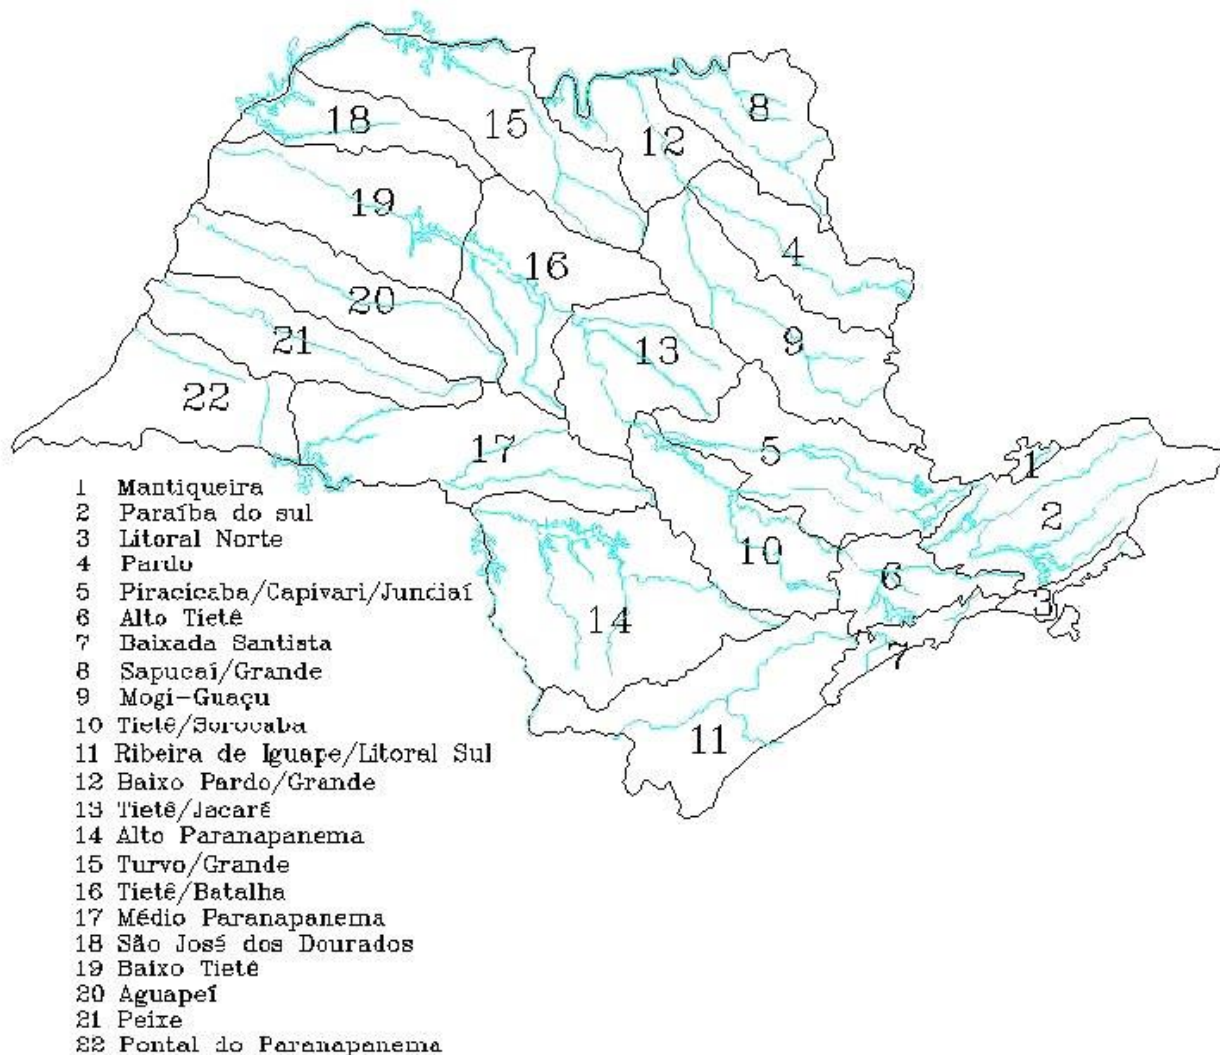 8
18
15
12
19
4
16
20
21
13
9
22
17
5
1
2
10
6
3
14
7
11
1 Mantiqueira
2 Paraíba do sul
3 Litoral Norte
4 Pardo
5 Piracicaba/Capivari/Jundiaí
6 Alto Tietê
7 Baixada Santista
8 Sapucaí/Grande
9 Mogi-Guaçu
10 Tietê/Sorocaba
11 Ribeira de Iguape/Litoral Sul
12 Baixo Pardo/Grande
13 Tietê/Jacaré
14 Alto Paranapanema
15 Turvo/Grande
16 Tietê/Batalha
17 Médio Paranapanema
18 São José dos Dourados
19 Baixo Tietê
20 Aguapeí
21 Peixe
22 Pontal do Paranapanema